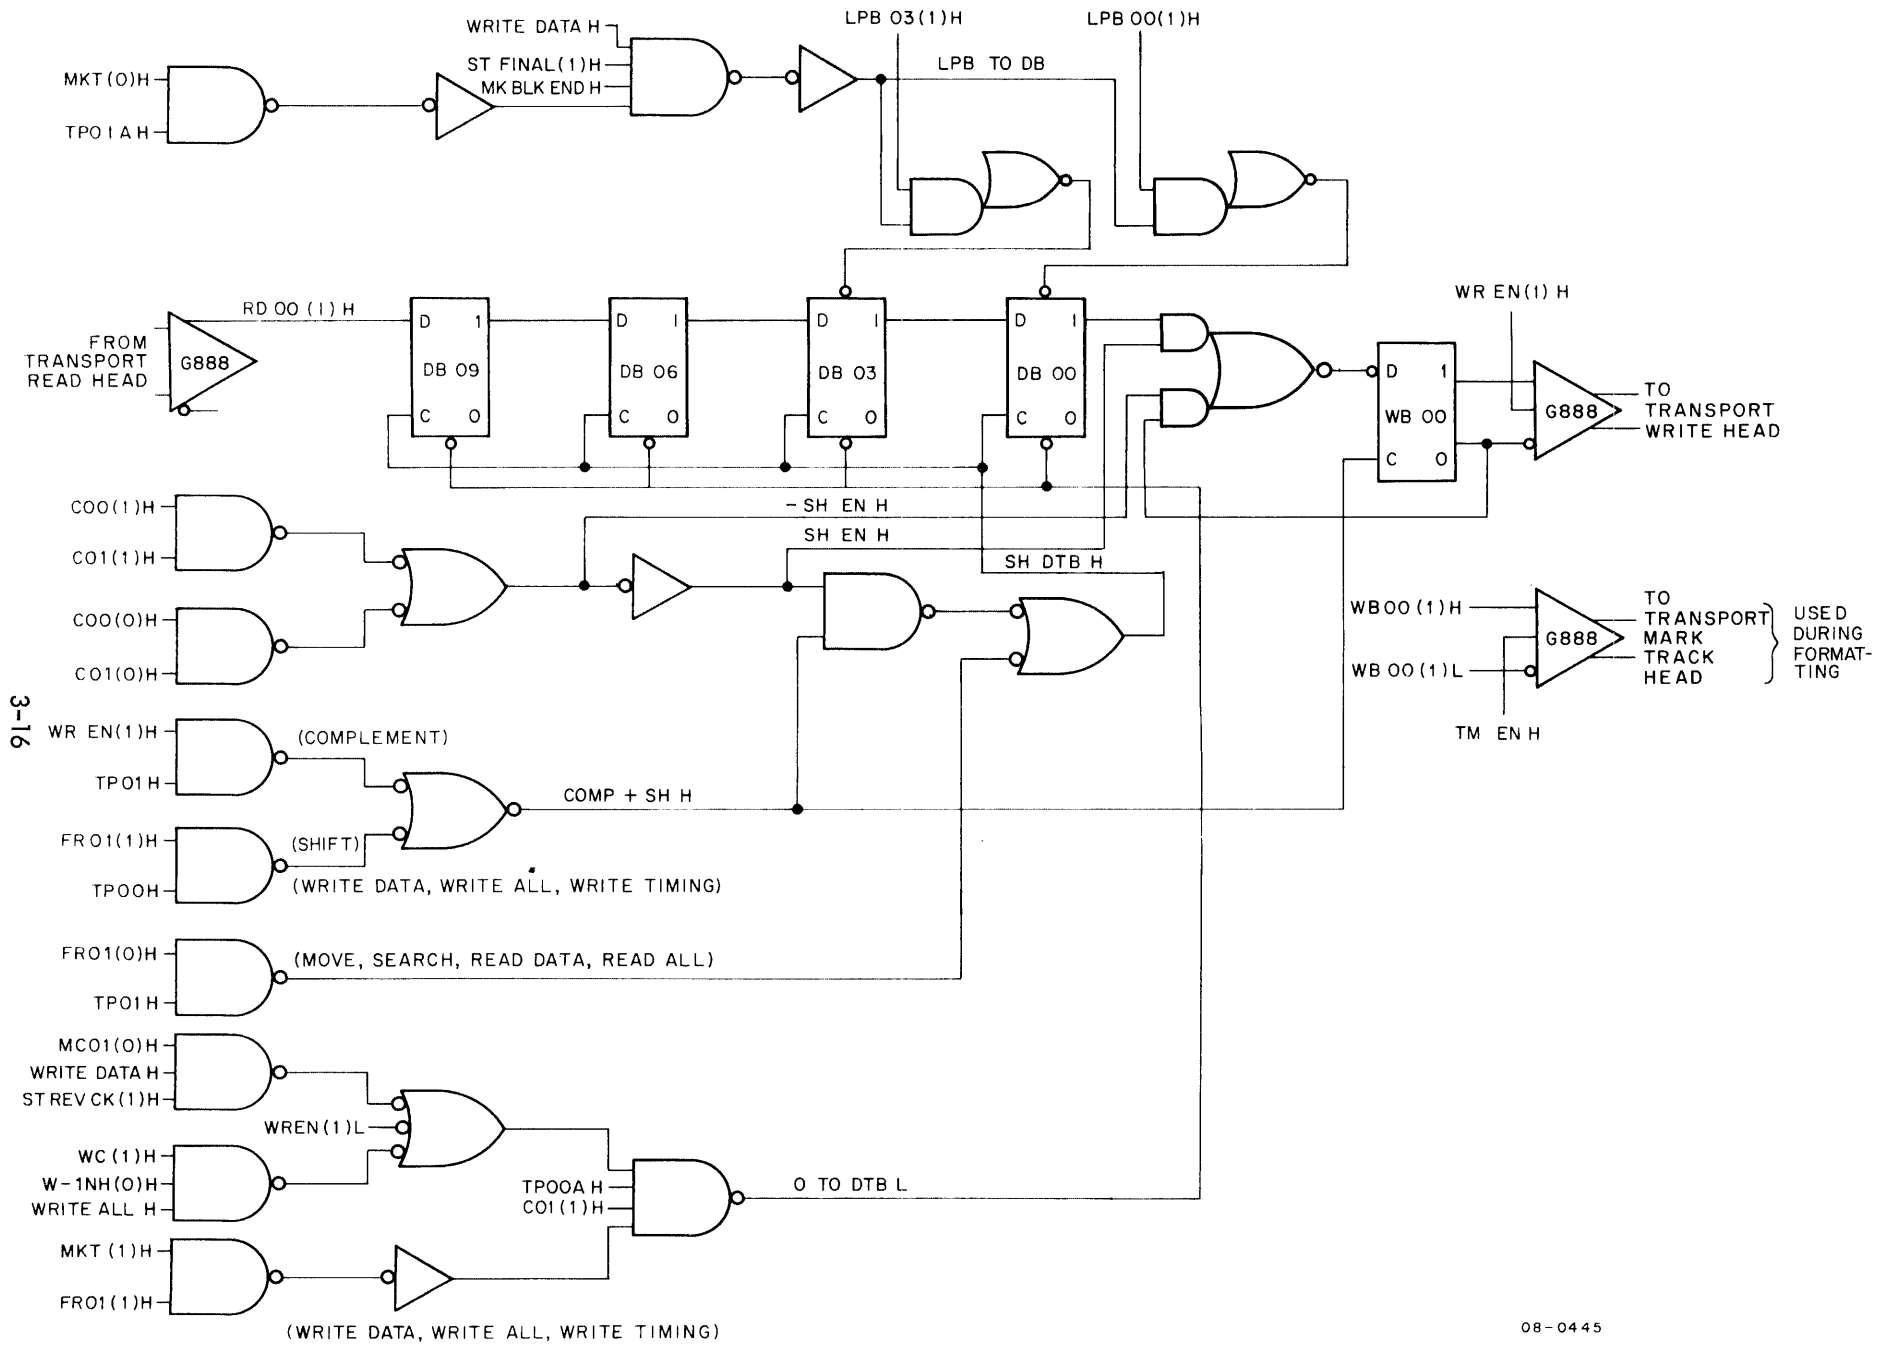 LPB 03(1)H
LPB 00(1)H
WRITE DATA H
ST FINAL(1)H
MK BLK END H
MKT(0)H
TP01A H
LPB TO DB
WR EN(1) H
RD 00 (1) H
FROM
TRANSPORT
READ HEAD
G888
D 1
DB 09
C 0
D 1
DB 06
C 0
D 1
DB 03
C 0
D 1
DB 00
C 0
D 1
WB 00
C 0
G888
TO
TRANSPORT
WRITE HEAD
C00(1)H
C01(1)H
C00(0)H
C01(0)H
-SH EN H
SH EN H
SH DTB H
WB00(1)H
WB 00(1)L
G888
TM EN H
TO
TRANSPORT
MARK
TRACK
HEAD
USED
DURING
FORMAT-
TING
3-16
WR EN(1)H
TP01H
(COMPLEMENT)
COMP + SH H
FR01(1)H
TP00H
(SHIFT)
(WRITE DATA, WRITE ALL, WRITE TIMING)
FR01(0)H
TP01H
(MOVE, SEARCH, READ DATA, READ ALL)
MC01(0)H
WRITE DATA H
ST REV CK(1)H
WREN(1)L
WC(1)H
W-1NH(0)H
WRITE ALL H
TP00A H
C01(1)H
0 TO DTB L
MKT (1)H
FR01(1)H
(WRITE DATA, WRITE ALL, WRITE TIMING)
08-0445